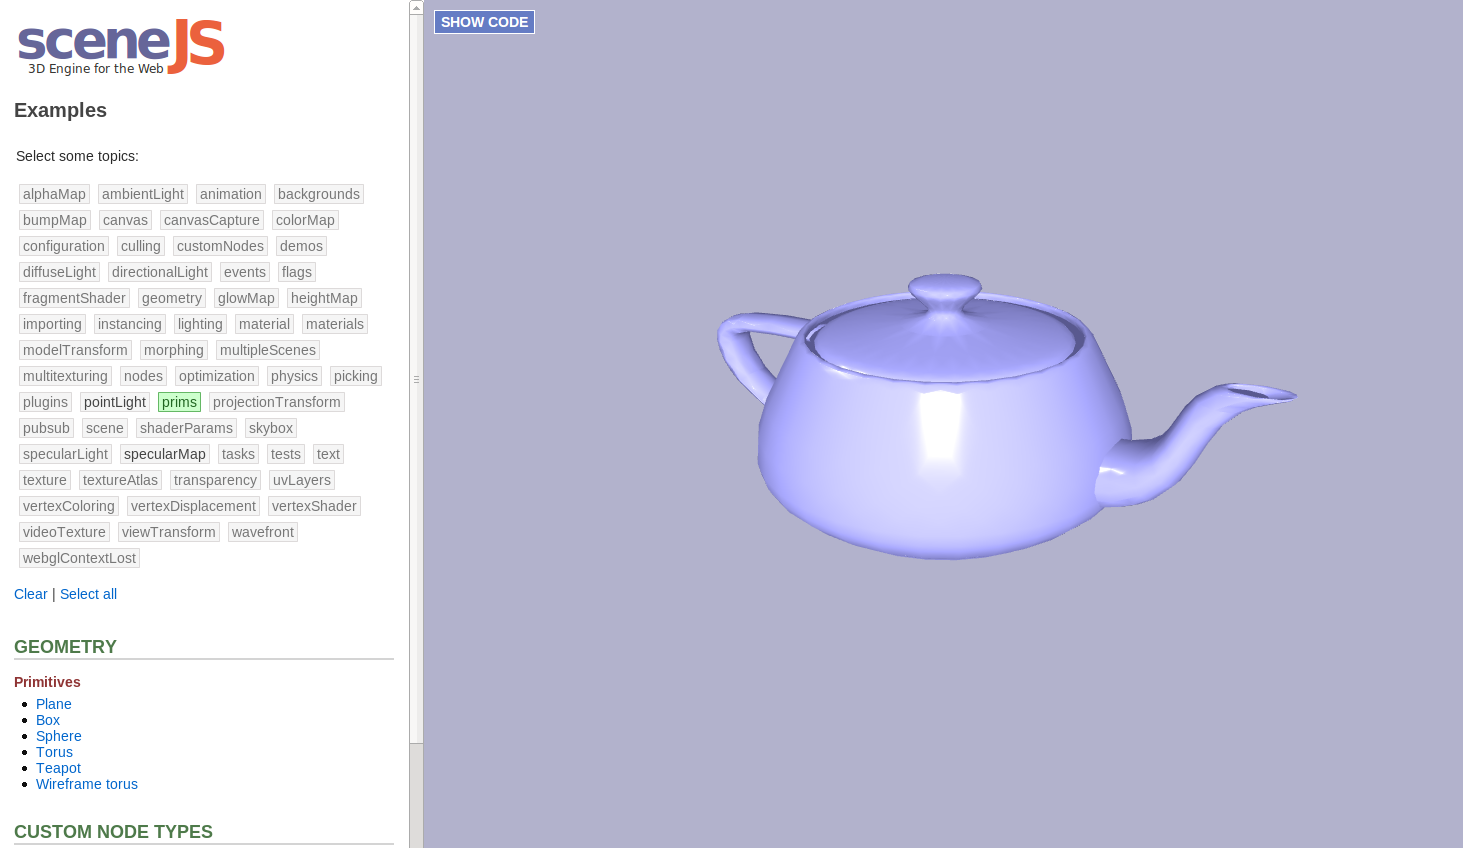 sceneJS
3D Engine for the Web
SHOW CODE
Examples
Select some topics:
alphaMap ambientLight animation backgrounds
bumpMap canvas canvasCapture colorMap
configuration culling customNodes demos
diffuseLight directionalLight events flags
fragmentShader geometry glowMap heightMap
importing instancing lighting material materials
modelTransform morphing multipleScenes
multitexturing nodes optimization physics picking
plugins pointLight prims projectionTransform
pubsub scene shaderParams skybox
specularLight specularMap tasks tests text
texture textureAtlas transparency uvLayers
vertexColoring vertexDisplacement vertexShader
videoTexture viewTransform wavefront
webglContextLost
Clear | Select all
GEOMETRY
Primitives
Plane
Box
Sphere
Torus
Teapot
Wireframe torus
CUSTOM NODE TYPES